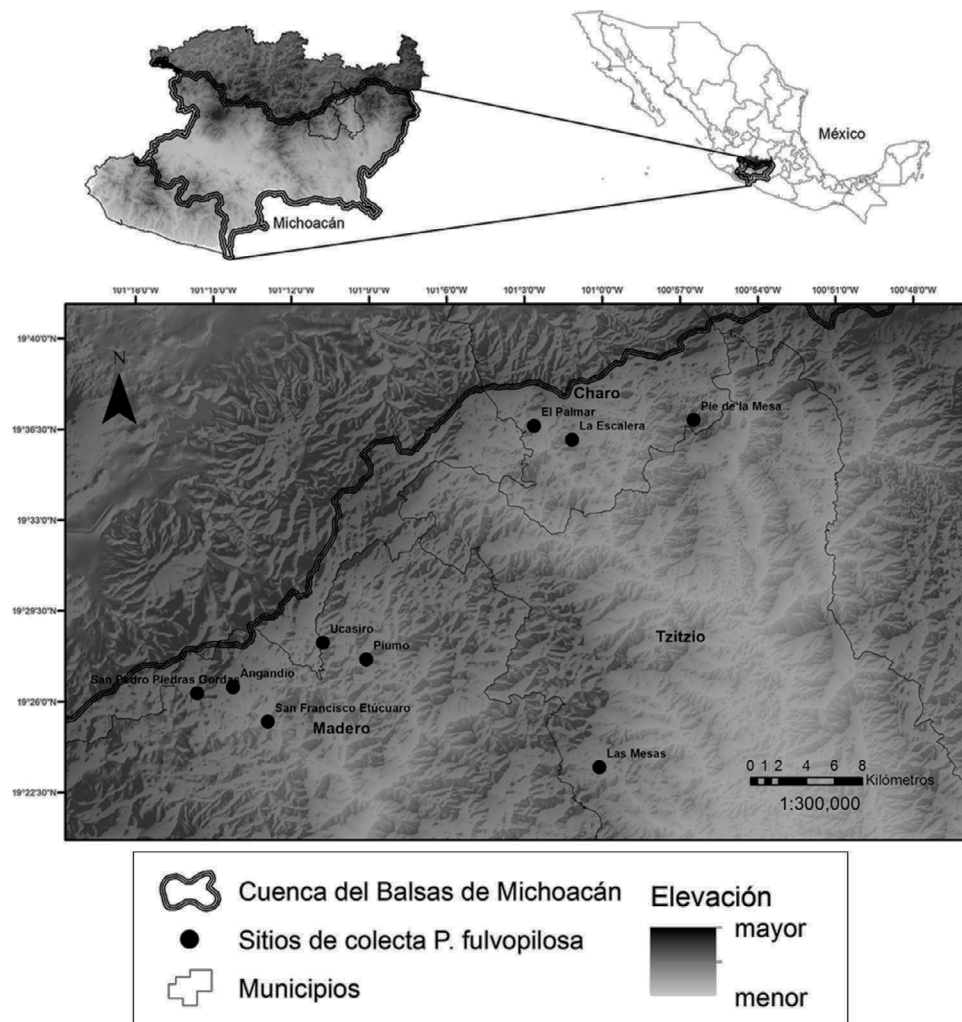 México
Michoacán
101°18'0"W 101°15'0"W 101°12'0"W 101°9'0"W 101°6'0"W 101°3'0"W 101°0'0"W 100°57'0"W 100°54'0"W 100°51'0"W 100°48'0"W
19°40'0"N
N
Charo
El Palmar
Pie de la Mesa
La Escalera
19°36'30"N
19°33'0"N
19°29'30"N
Ucasiro
Tzitzio
Piumo
San Pedro Piedras Gordas
Angandio
19°26'0"N
San Francisco Etúcuaro
Madero
Las Mesas
0 1 2 4 6 8
Kilómetros
19°22'30"N
1:300,000
Cuenca del Balsas de Michoacán
Sitios de colecta P. fulvopilosa
Municipios
Elevación
mayor
menor